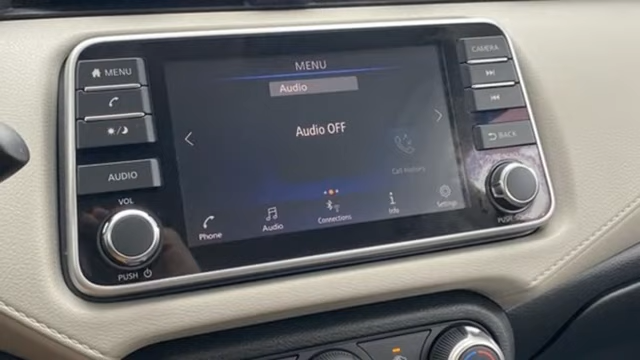 MENU
AUDIO
VOL
PUSH
MENU
Audio
Audio OFF
Call History
Phone
Audio
Connections
Info
Settings
CAMERA
BACK
PUSH